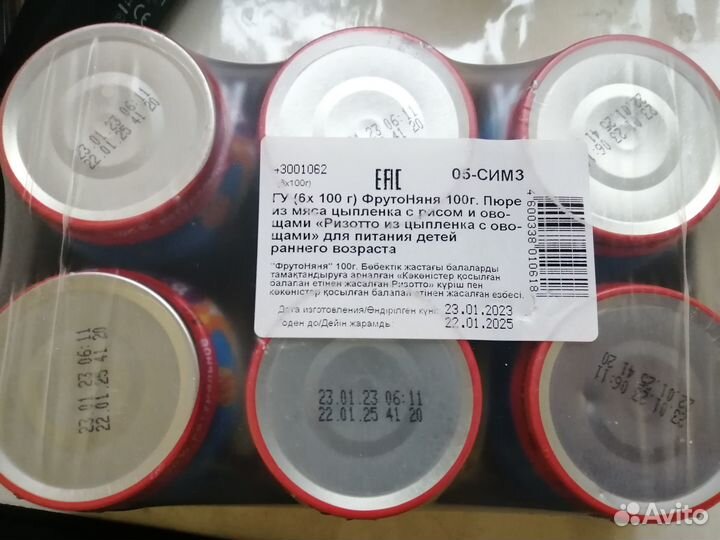 23.01.23 06:11
22.01.25 41 20
43001062
(6x100г)
ЕАС
05-СИМЗ
ГУ (6х 100 г) ФрутоНяня 100г. Пюре
из мяса цыпленка с рисом и ово-
щами «Ризотто из цыпленка с ово-
щами» для питания детей
раннего возраста
"ФрутоНяня" 100г. Бөбектік жастағы балаларды
тамақтандыруға арналған «Көкөністер қосылған
балапан етінен жасалған Ризотто» күріш пен
көкөністер қосылған балапан етінен жасалған езбесі.
Дата изготовления/Өндірілген күні: 23.01.2023
Годен до/Дейін жарамды: 22.01.2025
4600338010618
23.01.23 06:11
22.01.25 41 20
23.01.23 06:11
22.01.25 41 20
Avito